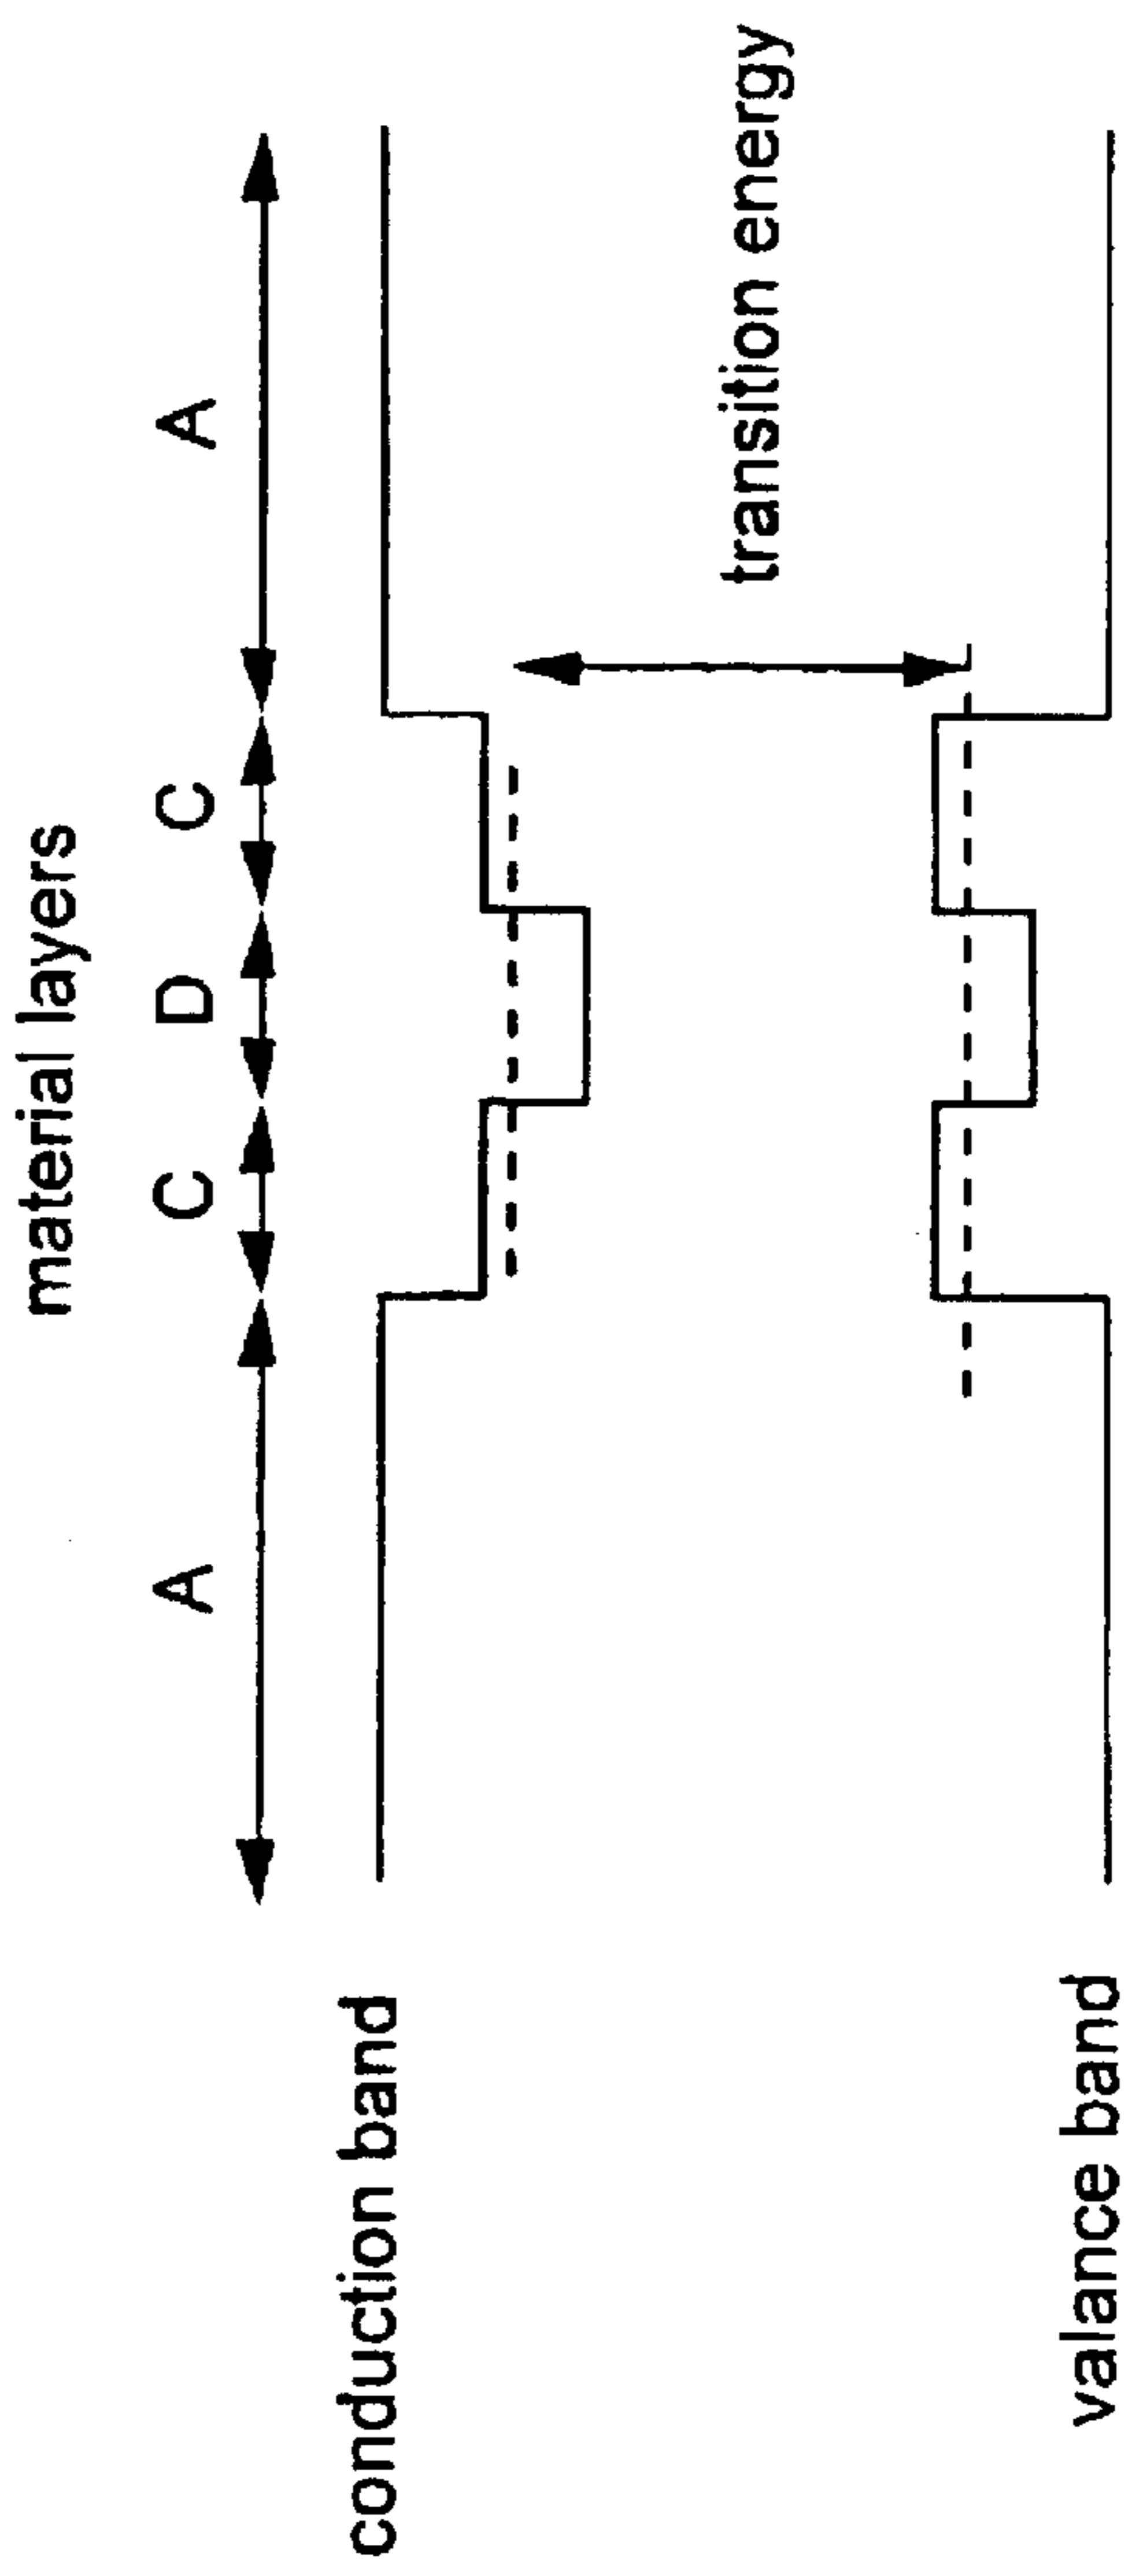 material layers
A C D C A
conduction band
transition energy
valance band